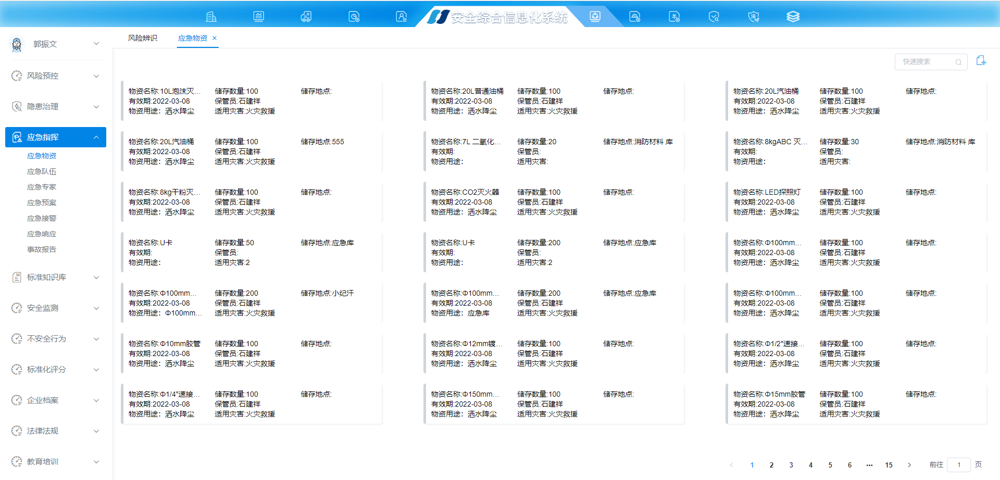 安全综合信息化系统
郭振文
风险预控
隐患治理
应急指挥
应急物资
应急队伍
应急专家
应急预案
应急接警
应急响应
事故报告
标准知识库
安全监测
不安全行为
标准化评分
企业档案
法律法规
教育培训
风险辨识 应急物资 ×
快速搜索
物资名称:10L泡沫灭... 储存数量:100 储存地点:
有效期:2022-03-08 保管员:石建祥
物资用途：洒水降尘 适用灾害:火灾救援
物资名称:20L普通油桶 储存数量:100 储存地点:
有效期:2022-03-08 保管员:石建祥
物资用途：洒水降尘 适用灾害:火灾救援
物资名称:20L汽油桶 储存数量:100 储存地点:
有效期:2022-03-08 保管员:石建祥
物资用途：洒水降尘 适用灾害:火灾救援
物资名称:20L汽油桶 储存数量:100 储存地点:555
有效期:2022-03-08 保管员:石建祥
物资用途：洒水降尘 适用灾害:火灾救援
物资名称:7L 二氧化... 储存数量:20 储存地点:消防材料 库
有效期: 保管员:
物资用途： 适用灾害:
物资名称:8kgABC 灭... 储存数量:30 储存地点:消防材料 库
有效期: 保管员:
物资用途： 适用灾害:
物资名称:8kg干粉灭... 储存数量:100 储存地点:
有效期:2022-03-08 保管员:石建祥
物资用途：洒水降尘 适用灾害:火灾救援
物资名称:CO2灭火器 储存数量:100 储存地点:
有效期:2022-03-08 保管员:石建祥
物资用途：洒水降尘 适用灾害:火灾救援
物资名称:LED探照灯 储存数量:100 储存地点:
有效期:2022-03-08 保管员:石建祥
物资用途：洒水降尘 适用灾害:火灾救援
物资名称:U卡 储存数量:50 储存地点:应急库
有效期: 保管员:
物资用途： 适用灾害:2
物资名称:U卡 储存数量:200 储存地点:应急库
有效期: 保管员:
物资用途： 适用灾害:2
物资名称:Φ100mm... 储存数量:100 储存地点:
有效期:2022-03-08 保管员:石建祥
物资用途：洒水降尘 适用灾害:火灾救援
物资名称:Φ100mm... 储存数量:200 储存地点:小纪汗
有效期:2022-03-08 保管员:石建祥
物资用途：Φ100mm... 适用灾害:火灾救援
物资名称:Φ100mm... 储存数量:200 储存地点:应急库
有效期:2022-03-08 保管员:石建祥
物资用途：应急库 适用灾害:火灾救援
物资名称:Φ100mm... 储存数量:100 储存地点:
有效期:2022-03-08 保管员:石建祥
物资用途：洒水降尘 适用灾害:火灾救援
物资名称:Φ10mm胶管 储存数量:100 储存地点:
有效期:2022-03-08 保管员:石建祥
物资用途：洒水降尘 适用灾害:火灾救援
物资名称:Φ12mm镀... 储存数量:100 储存地点:
有效期:2022-03-08 保管员:石建祥
物资用途：洒水降尘 适用灾害:火灾救援
物资名称:Φ1/2″速接... 储存数量:100 储存地点:
有效期:2022-03-08 保管员:石建祥
物资用途：洒水降尘 适用灾害:火灾救援
物资名称:Φ1/4″速接... 储存数量:100 储存地点:
有效期:2022-03-08 保管员:石建祥
物资用途：洒水降尘 适用灾害:火灾救援
物资名称:Φ150mm... 储存数量:100 储存地点:
有效期:2022-03-08 保管员:石建祥
物资用途：洒水降尘 适用灾害:火灾救援
物资名称:Φ15mm胶管 储存数量:100 储存地点:
有效期:2022-03-08 保管员:石建祥
物资用途：洒水降尘 适用灾害:火灾救援
< 1 2 3 4 5 6 ... 15 > 前往 1 页